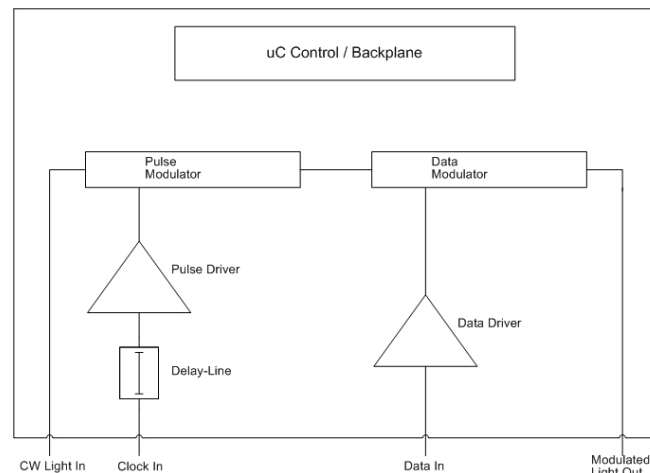 uC Control / Backplane
Pulse
Modulator
Data
Modulator
Pulse Driver
Data Driver
Delay-Line
CW Light In
Clock In
Data In
Modulated
Light Out